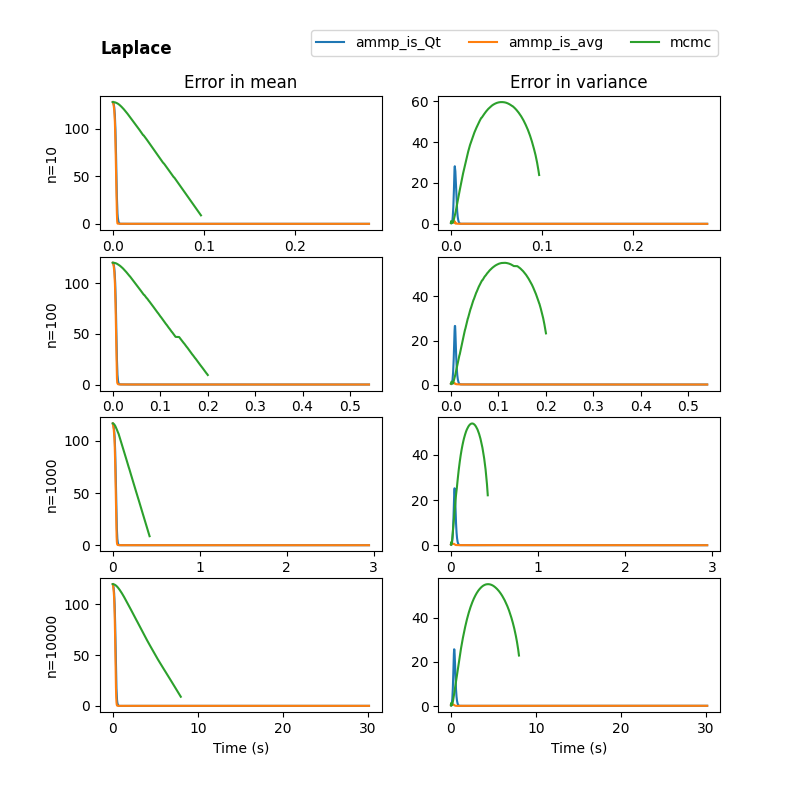 Laplace
ammp_is_Qt ammp_is_avg mcmc
Error in mean Error in variance
n=10
100
50
0
0.0 0.1 0.2
60
40
20
0
0.0 0.1 0.2
n=100
100
50
0
0.0 0.1 0.2 0.3 0.4 0.5
40
20
0
0.0 0.1 0.2 0.3 0.4 0.5
n=1000
100
50
0
0 1 2 3
40
20
0
0 1 2 3
n=10000
100
50
0
0 10 20 30
Time (s)
40
20
0
0 10 20 30
Time (s)